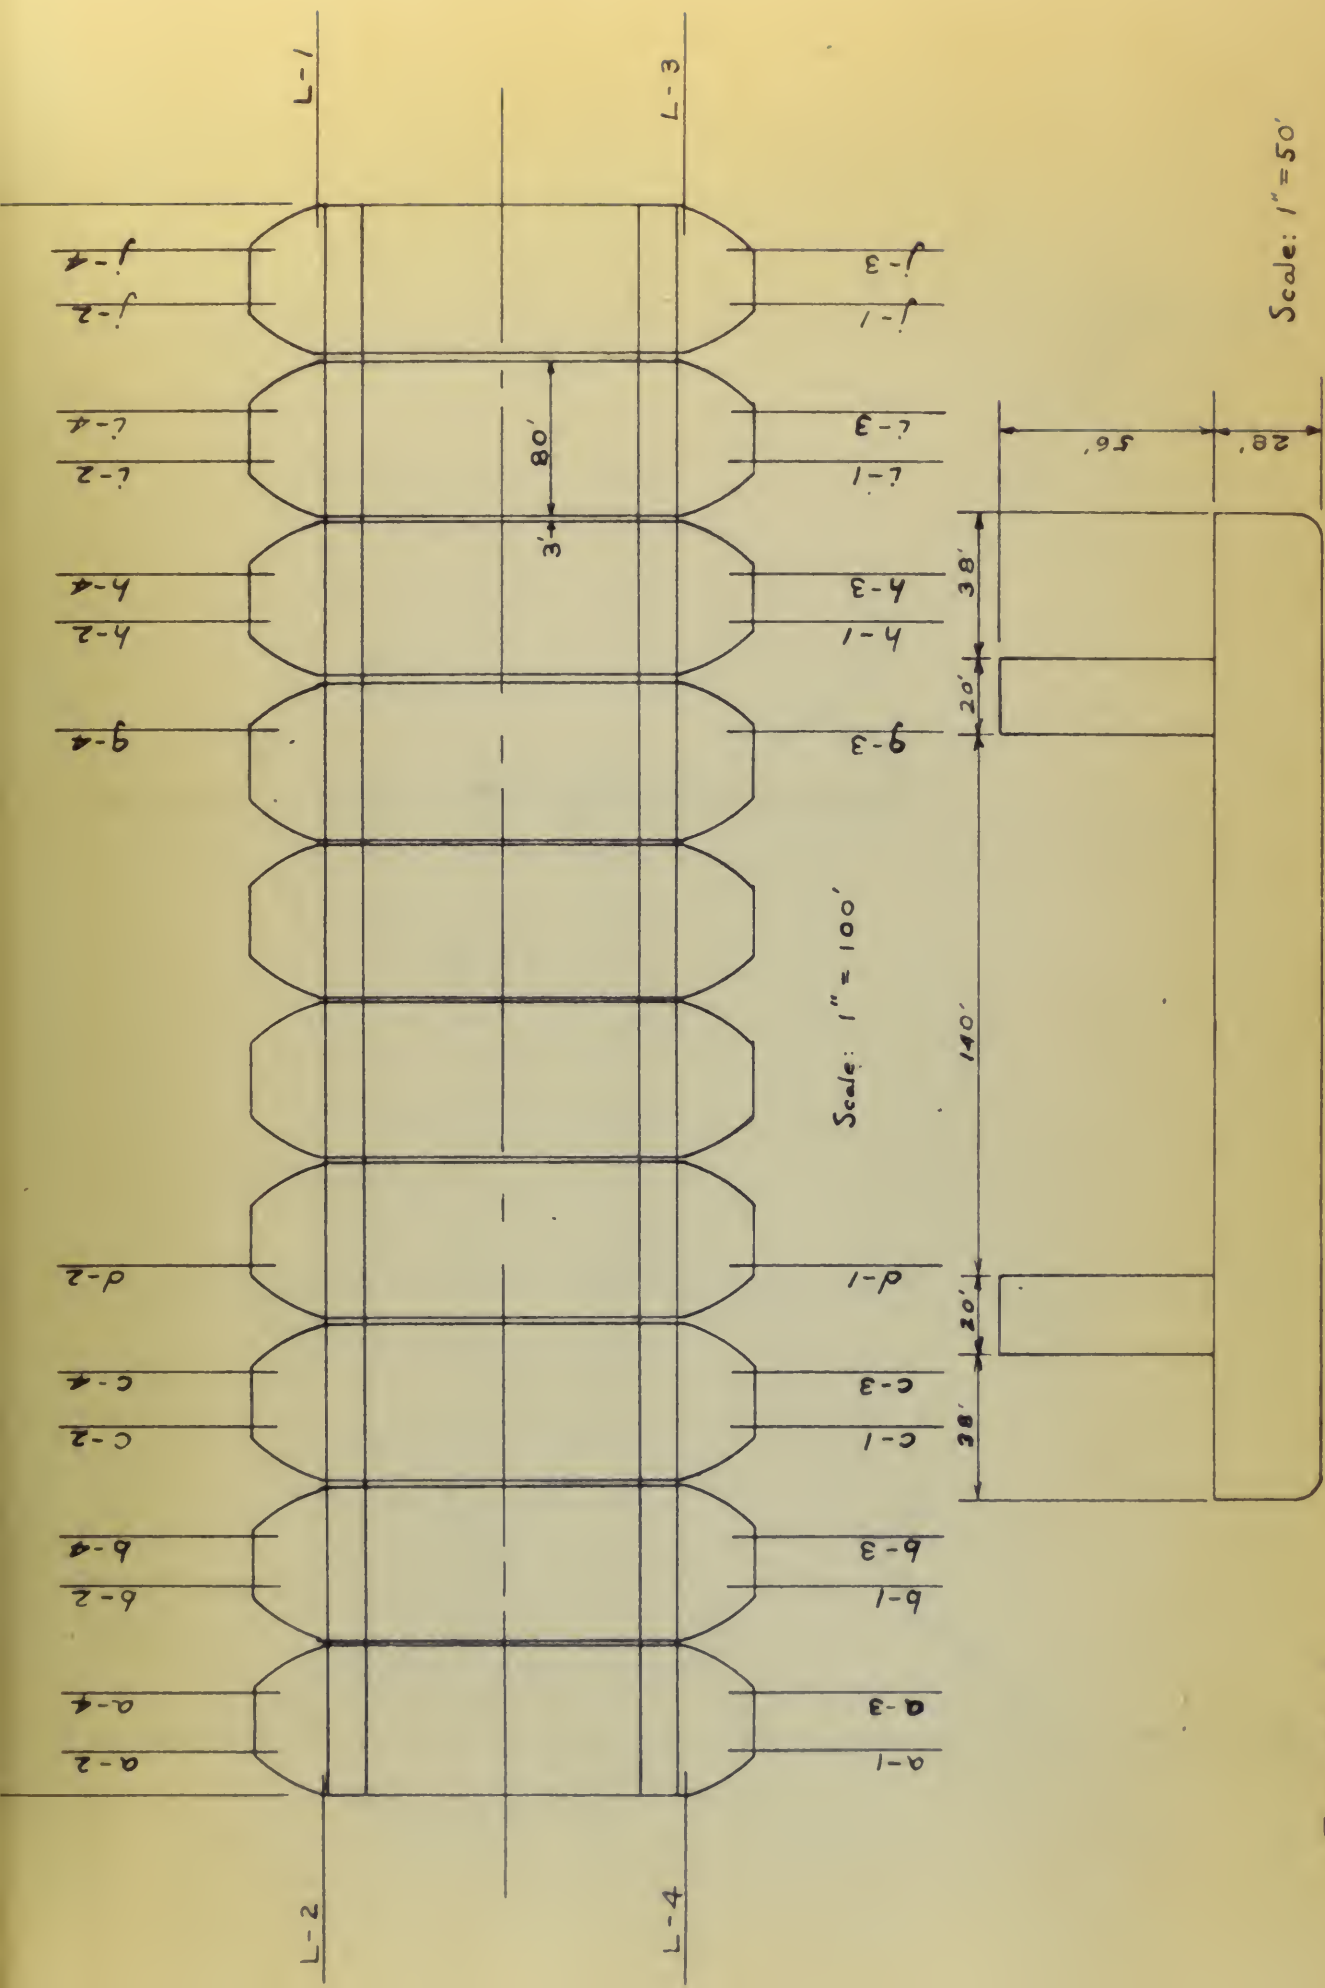 L-1
L-3
j-4
j-2
j-3
j-1
i-4
i-2
i-3
i-1
80'
3'
h-4
h-2
h-3
h-1
g-4
g-3
d-2
d-1
c-4
c-2
c-3
c-1
b-4
b-2
b-3
b-1
a-4
a-2
a-3
a-1
L-2
L-4
Scale: 1" = 100'
38'
20'
140'
20'
38'
56'
28'
Scale: 1" = 50'